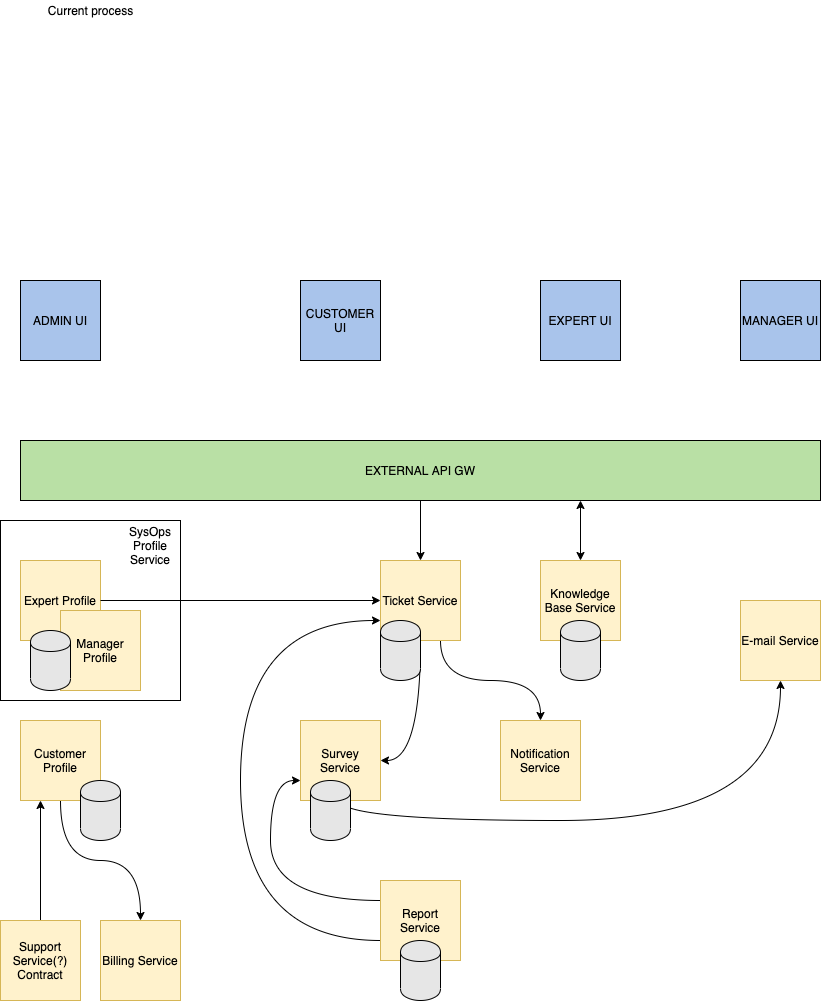 Current process
ADMIN UI
CUSTOMER
UI
EXPERT UI
MANAGER UI
EXTERNAL API GW
SysOps
Profile
Service
Expert Profile
Manager
Profile
Ticket Service
Knowledge
Base Service
E-mail Service
Customer
Profile
Survey
Service
Notification
Service
Support
Service(?)
Contract
Billing Service
Report
Service